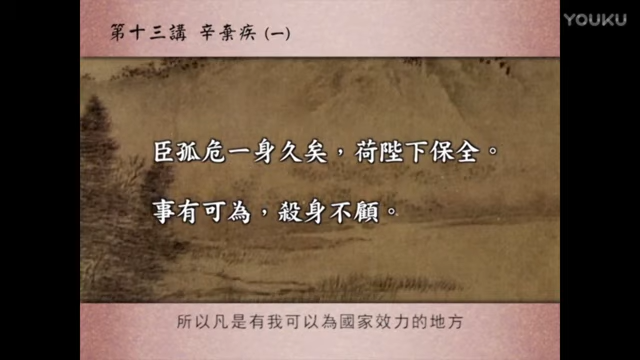 YOUKU
第十三講 辛棄疾 (一)
臣孤危一身久矣，荷陛下保全。
事有可為，殺身不顧。
所以凡是有我可以為國家效力的地方